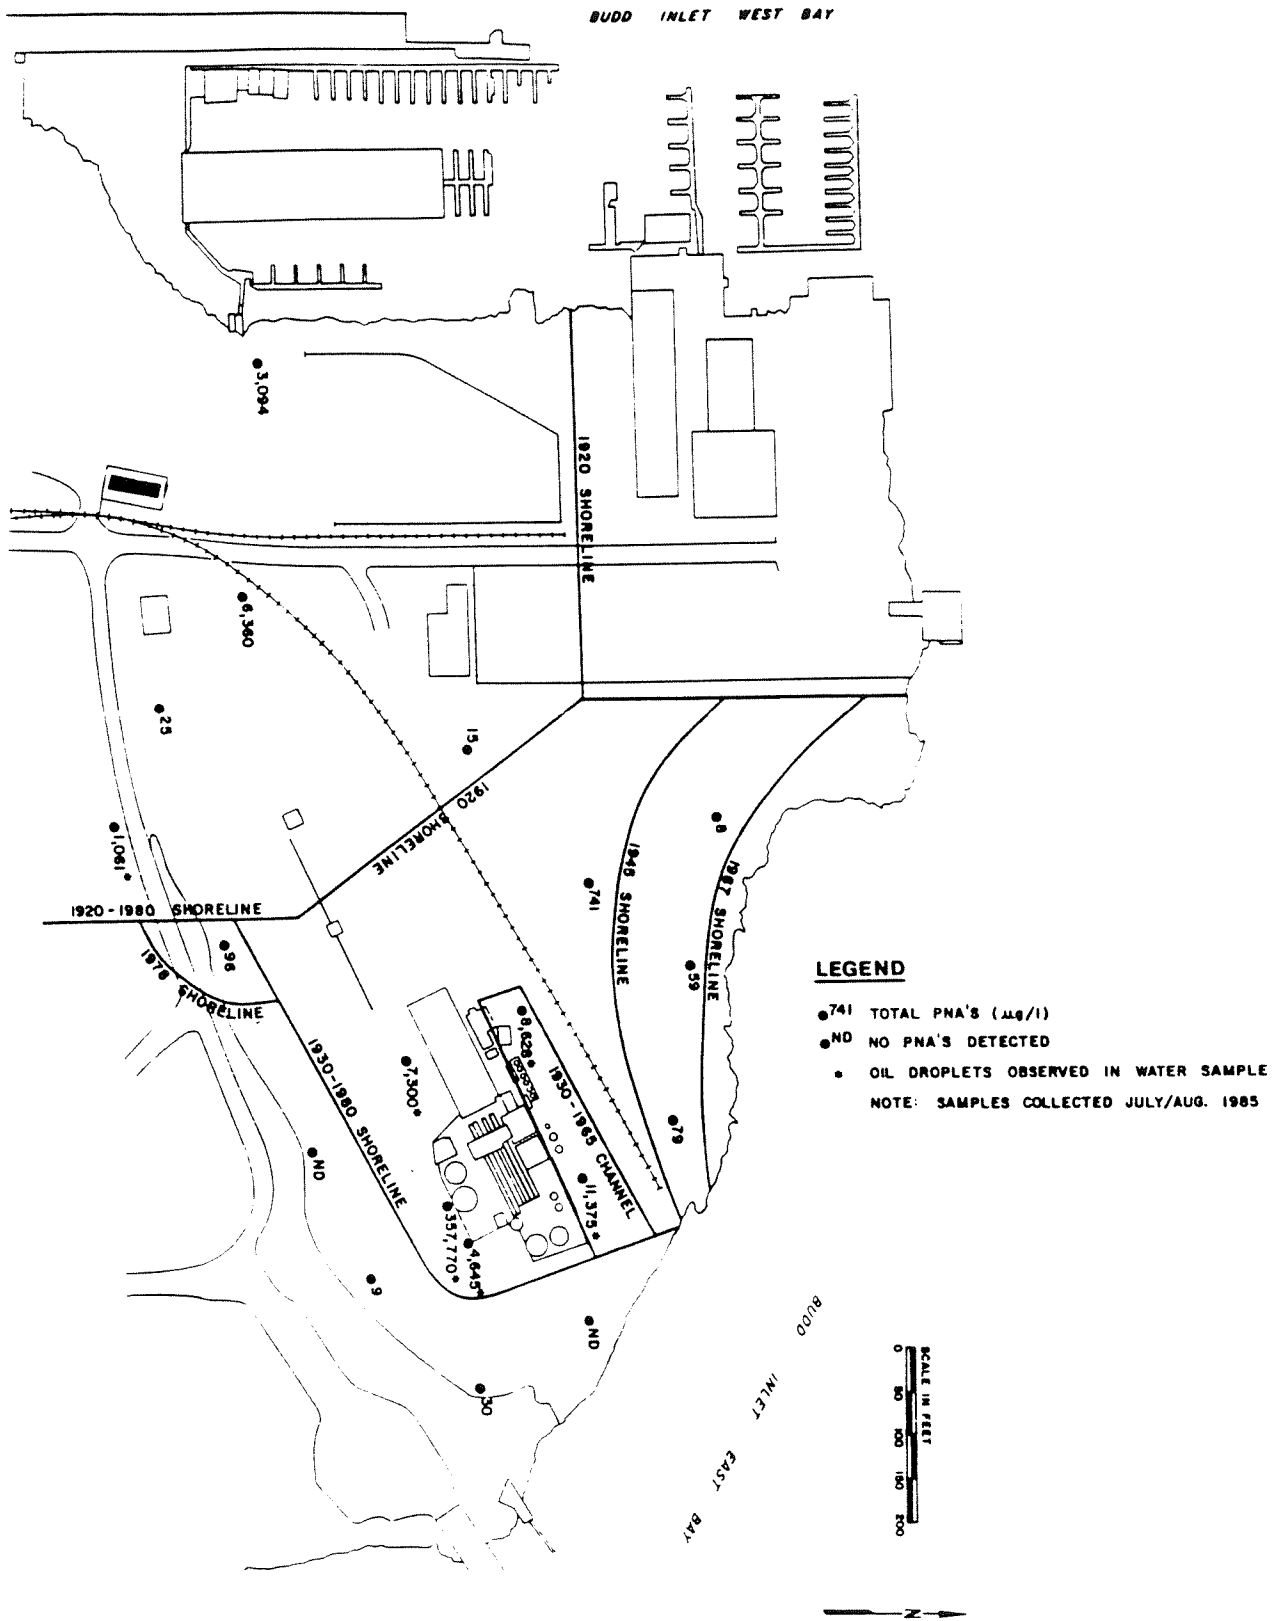 BUDD INLET WEST BAY
3,094
1920 SHORELINE
6,360
25
15
1920 SHORELINE
8
1,061*
1945 SHORELINE
1967 SHORELINE
741
1920-1980 SHORELINE
96
1978 SHORELINE
59
LEGEND
741 TOTAL PNA'S (µg/l)
ND NO PNA'S DETECTED
* OIL DROPLETS OBSERVED IN WATER SAMPLE
NOTE: SAMPLES COLLECTED JULY/AUG. 1985
8,628*
7,300*
1930-1980 SHORELINE
1930-1965 CHANNEL
79
ND
11,375*
357,770*
4,645*
9
ND
30
BUDD INLET EAST BAY
SCALE IN FEET
0 50 100 150 200
N